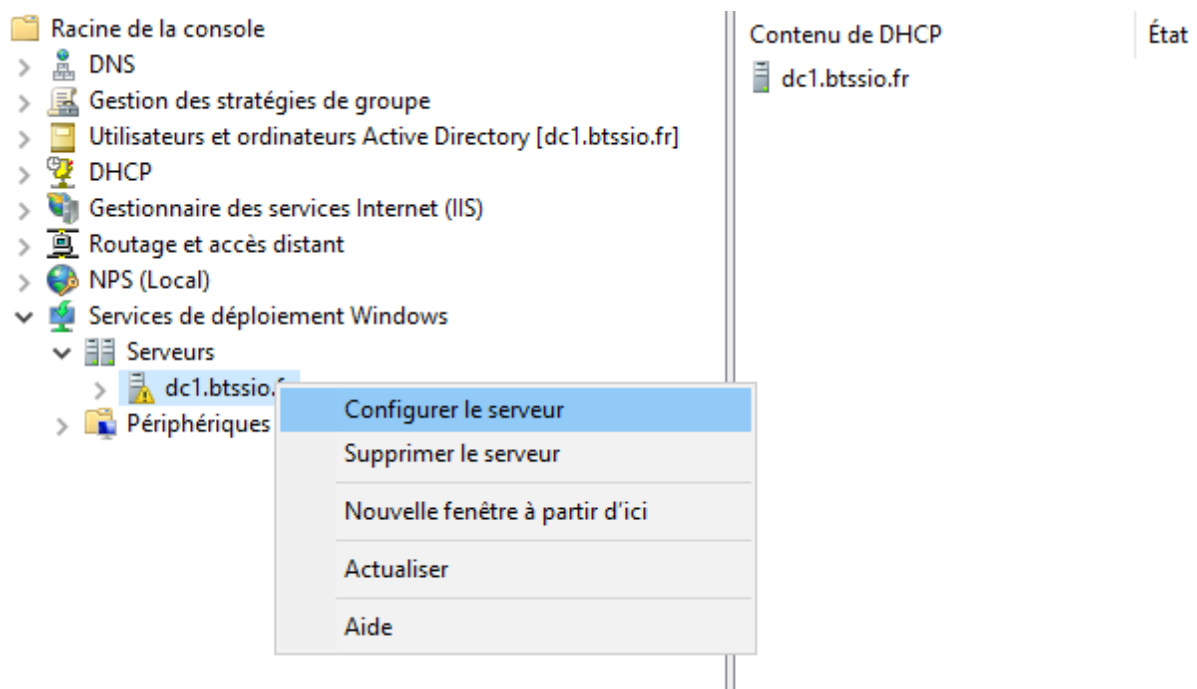 Racine de la console
DNS
Gestion des stratégies de groupe
Utilisateurs et ordinateurs Active Directory [dc1.btssio.fr]
DHCP
Gestionnaire des services Internet (IIS)
Routage et accès distant
NPS (Local)
Services de déploiement Windows
Serveurs
dc1.btssio.f
Périphériques
Configurer le serveur
Supprimer le serveur
Nouvelle fenêtre à partir d'ici
Actualiser
Aide
Contenu de DHCP État
dc1.btssio.fr